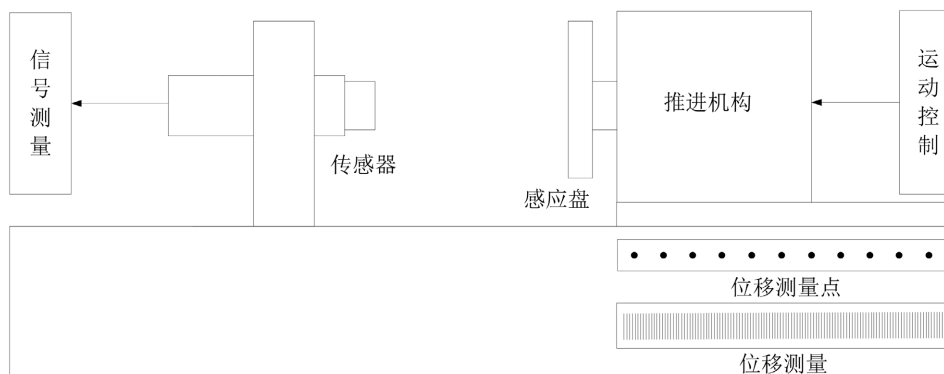 信号测量
传感器
感应盘
推进机构
运动控制
位移测量点
位移测量